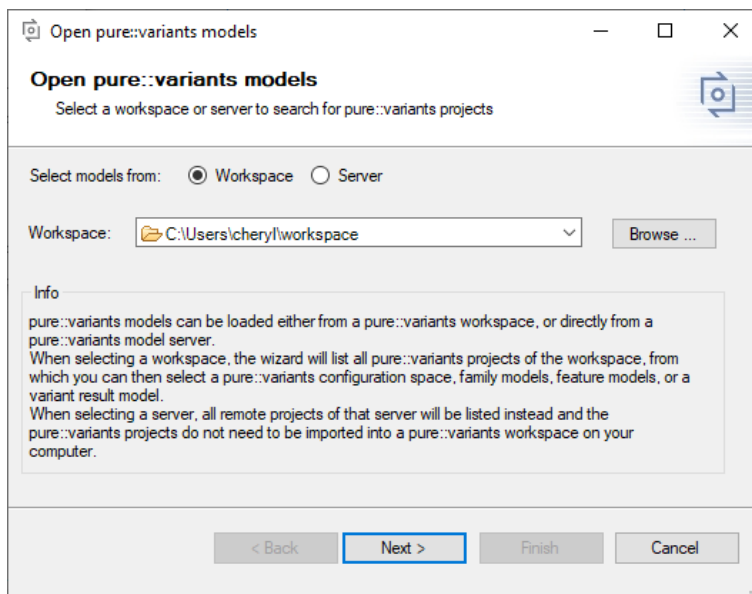 Open pure::variants models
Open pure::variants models
Select a workspace or server to search for pure::variants projects
Select models from: Workspace Server
Workspace: C:\Users\cheryl\workspace Browse ...
Info
pure::variants models can be loaded either from a pure::variants workspace, or directly from a
pure::variants model server.
When selecting a workspace, the wizard will list all pure::variants projects of the workspace, from
which you can then select a pure::variants configuration space, family models, feature models, or a
variant result model.
When selecting a server, all remote projects of that server will be listed instead and the
pure::variants projects do not need to be imported into a pure::variants workspace on your
computer.
< Back Next > Finish Cancel